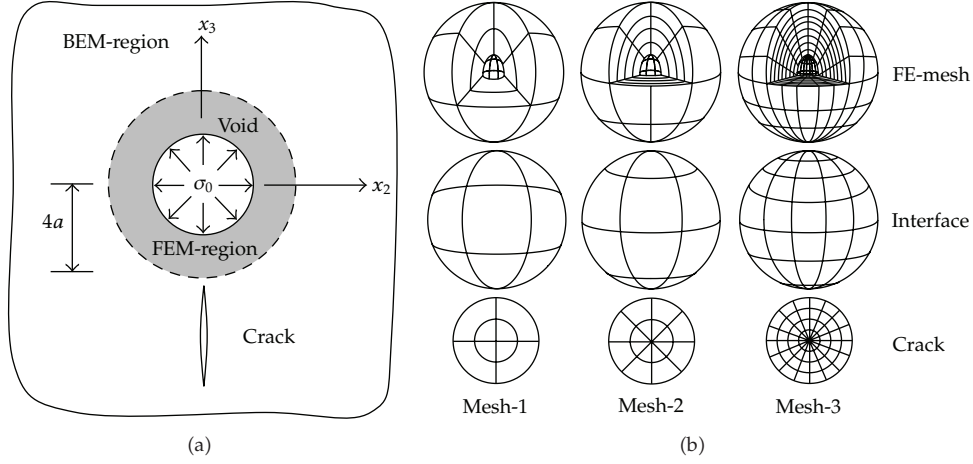 x3
BEM-region
Void
σ0
x2
4a
FEM-region
Crack
(a)
FE-mesh
Interface
Crack
Mesh-1
Mesh-2
Mesh-3
(b)